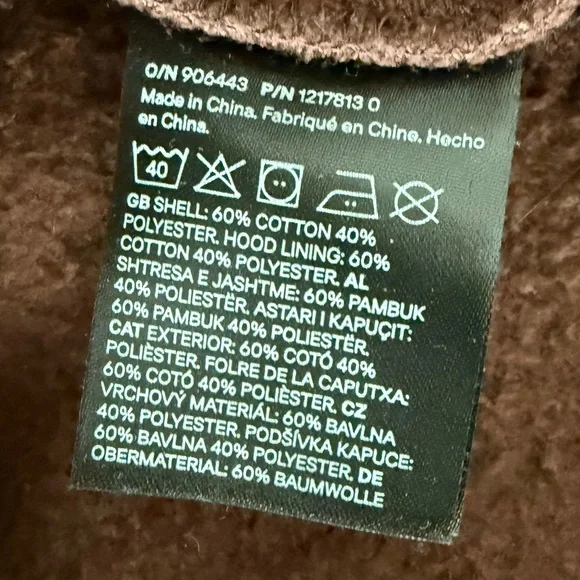 O/N 906443 P/N 1217813 0
Made in China. Fabriqué en Chine. Hecho
en China.
40
GB SHELL: 60% COTTON 40%
POLYESTER. HOOD LINING: 60%
COTTON 40% POLYESTER. AL
SHTRESA E JASHTME: 60% PAMBUK
40% POLIESTËR. ASTARI I KAPUÇIT:
60% PAMBUK 40% POLIESTËR.
CAT EXTERIOR: 60% COTÓ 40%
POLIÈSTER. FOLRE DE LA CAPUTXA:
60% COTÓ 40% POLIÈSTER. CZ
VRCHOVÝ MATERIÁL: 60% BAVLNA
40% POLYESTER. PODŠÍVKA KAPUCE:
60% BAVLNA 40% POLYESTER. DE
OBERMATERIAL: 60% BAUMWOLLE